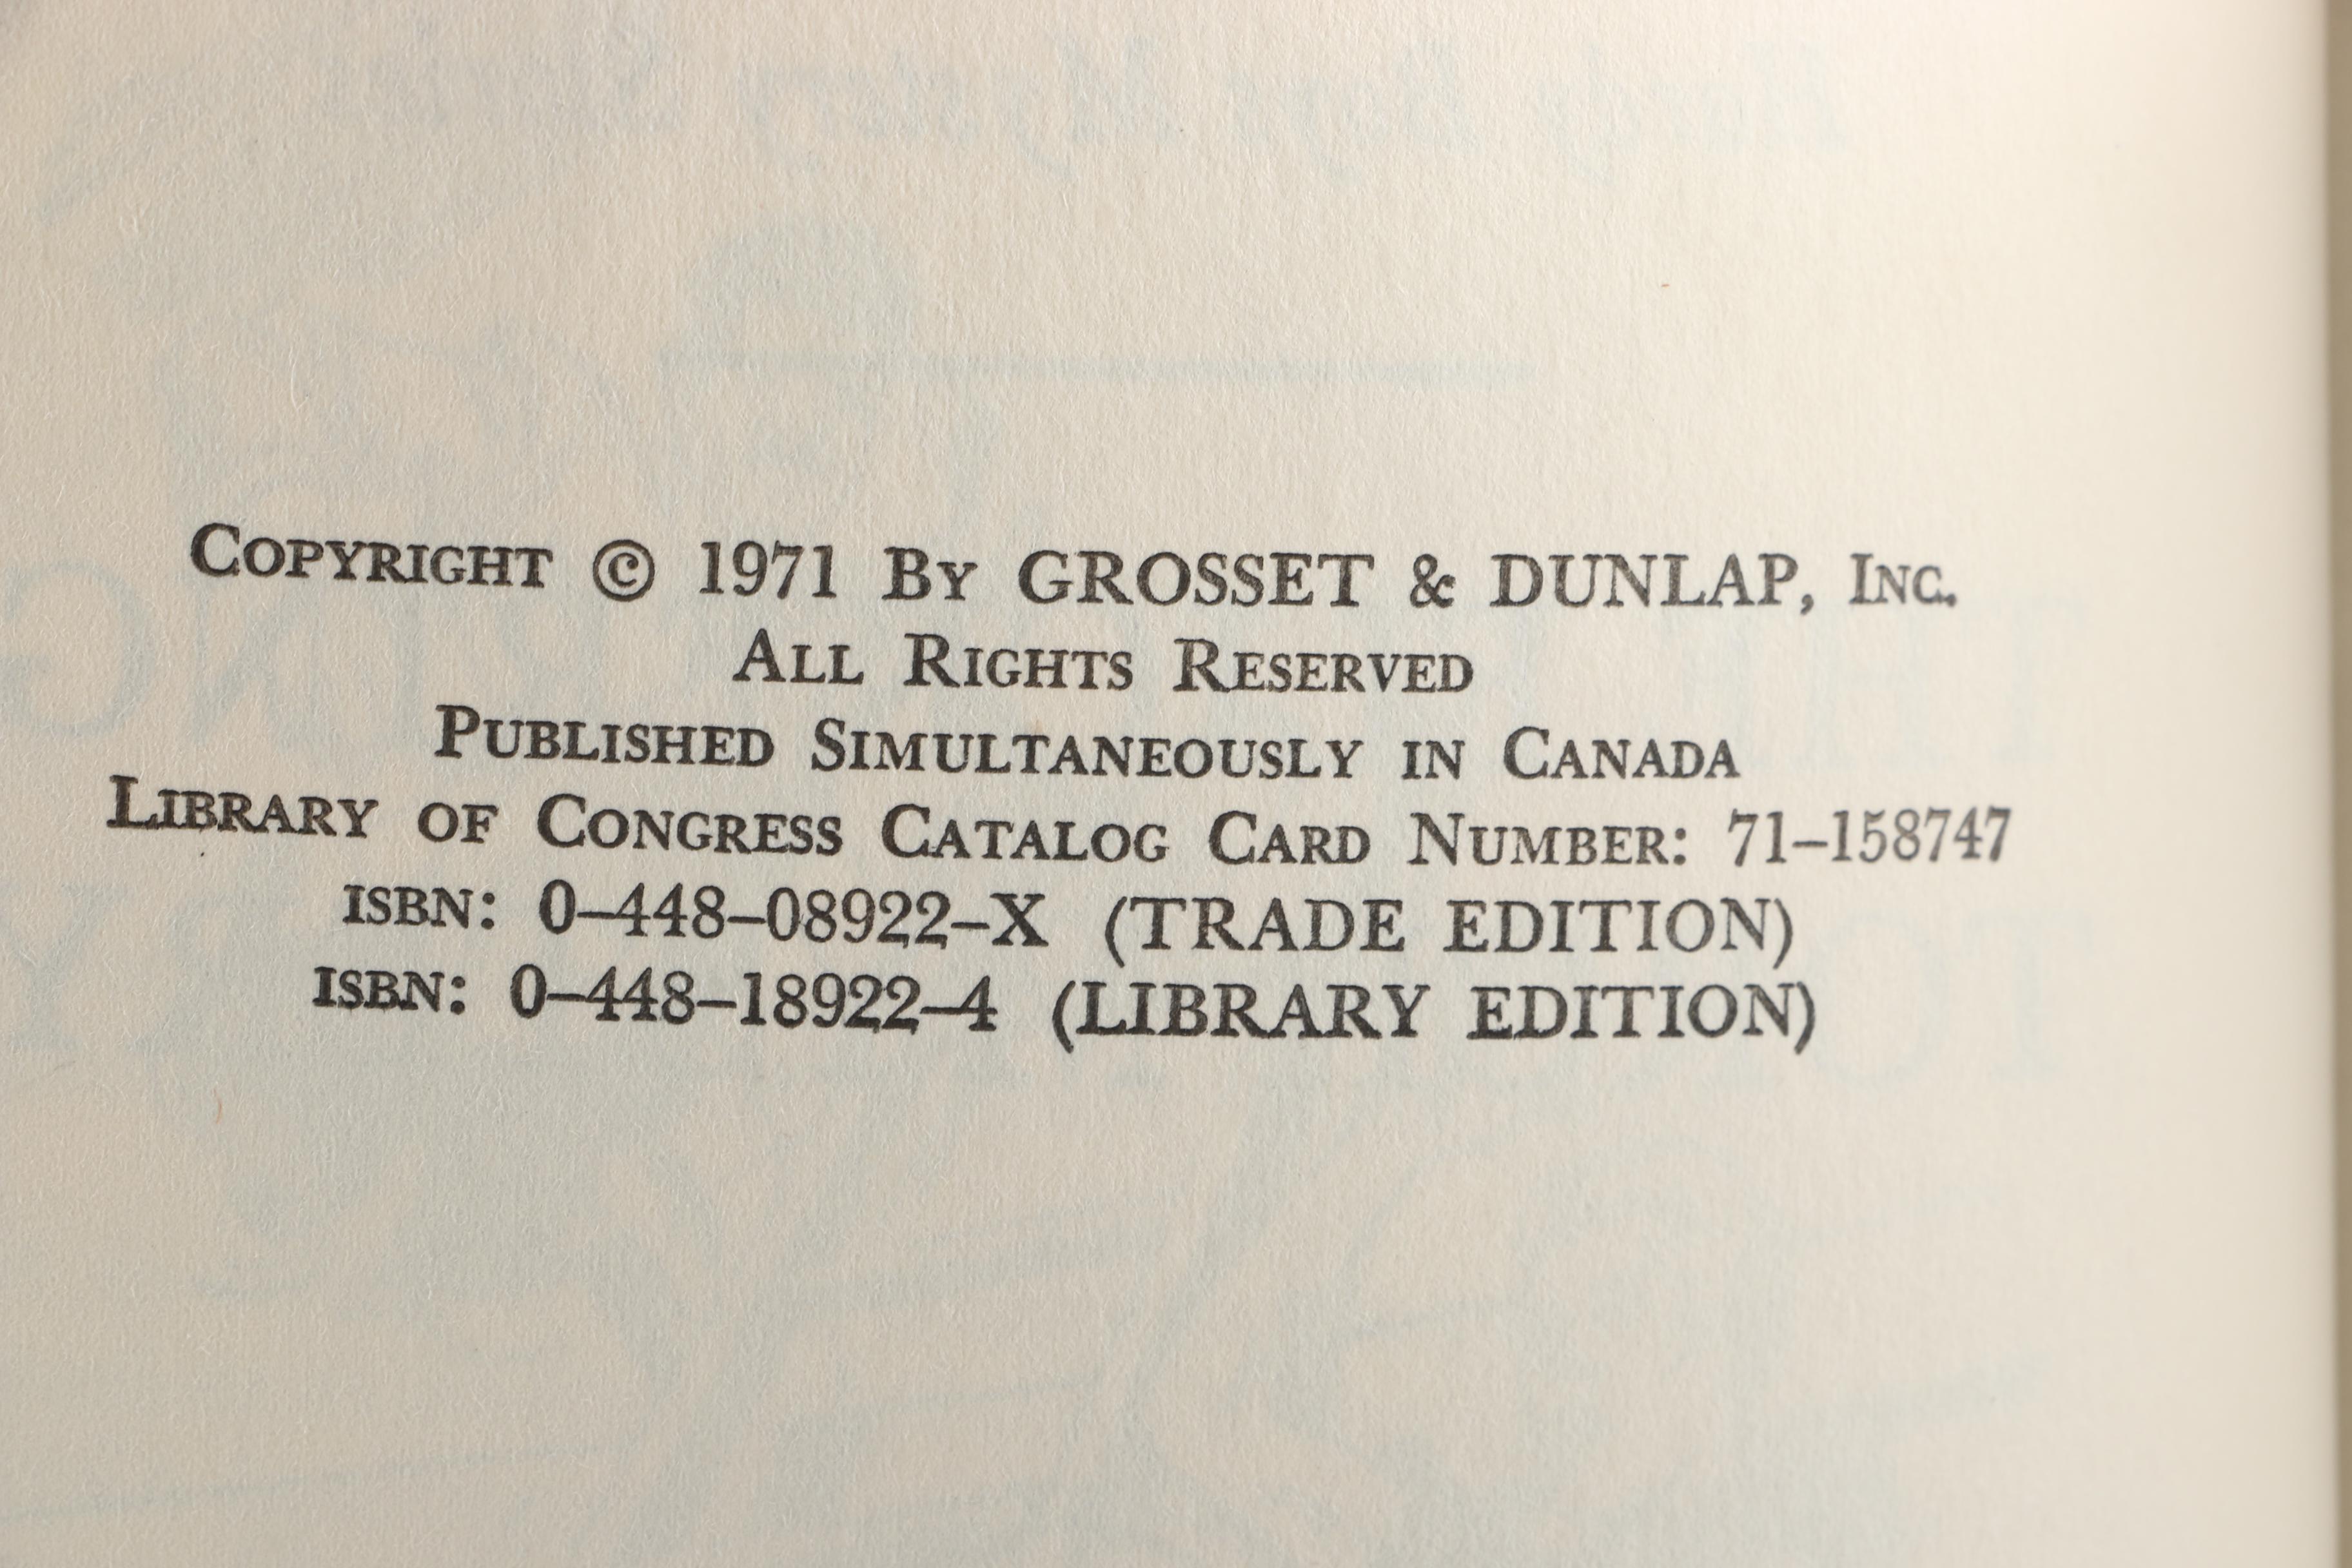 Copyright © 1971 By GROSSET & DUNLAP, Inc.
All Rights Reserved
Published Simultaneously in Canada
Library of Congress Catalog Card Number: 71–158747
ISBN: 0–448–08922–X (TRADE EDITION)
ISBN: 0–448–18922–4 (LIBRARY EDITION)